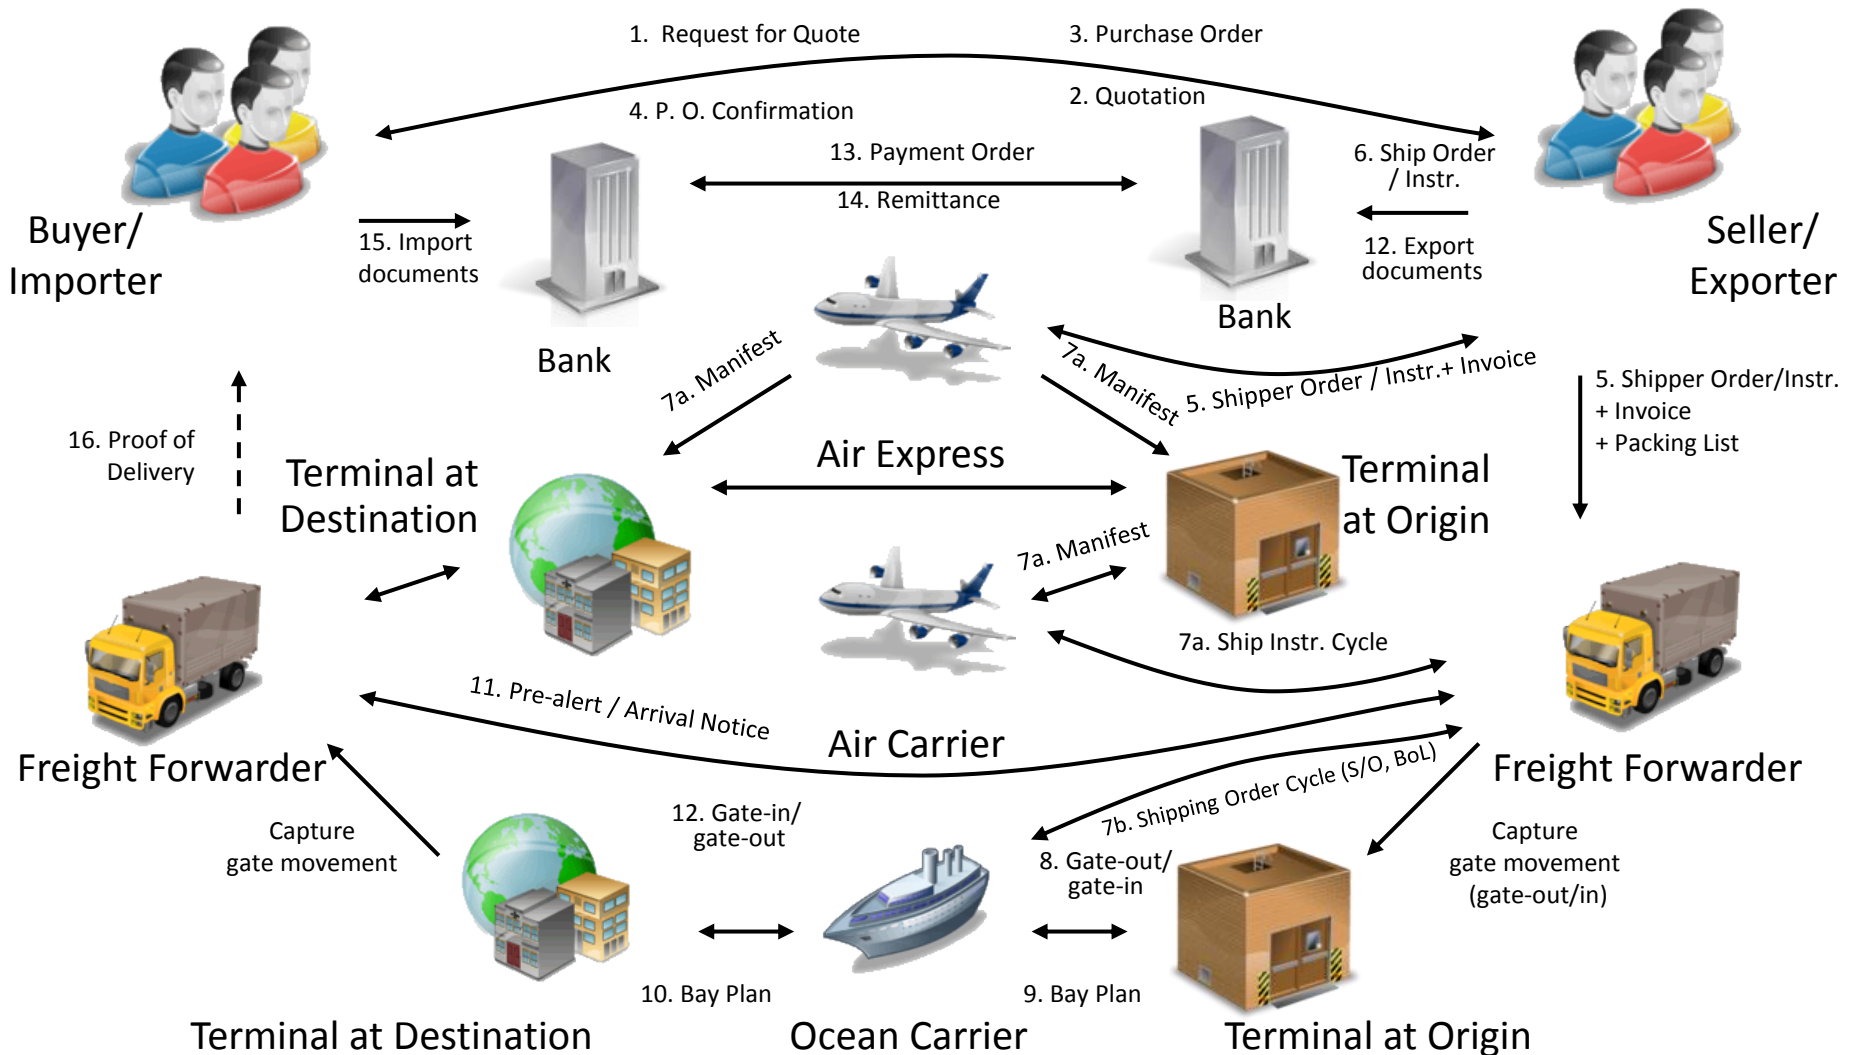 1. Request for Quote
3. Purchase Order
4. P. O. Confirmation
2. Quotation
13. Payment Order
14. Remittance
6. Ship Order
/ Instr.
Buyer/
Importer
15. Import
documents
12. Export
documents
Seller/
Exporter
Bank
Bank
7a. Manifest
7a. Manifest
5. Shipper Order / Instr.+ Invoice
5. Shipper Order/Instr.
+ Invoice
+ Packing List
16. Proof of
Delivery
Terminal at
Destination
Air Express
Terminal
at Origin
7a. Manifest
7a. Ship Instr. Cycle
11. Pre-alert / Arrival Notice
Air Carrier
Freight Forwarder
Freight Forwarder
7b. Shipping Order Cycle (S/O, BoL)
Capture
gate movement
12. Gate-in/
gate-out
8. Gate-out/
gate-in
Capture
gate movement
(gate-out/in)
10. Bay Plan
9. Bay Plan
Terminal at Destination
Ocean Carrier
Terminal at Origin